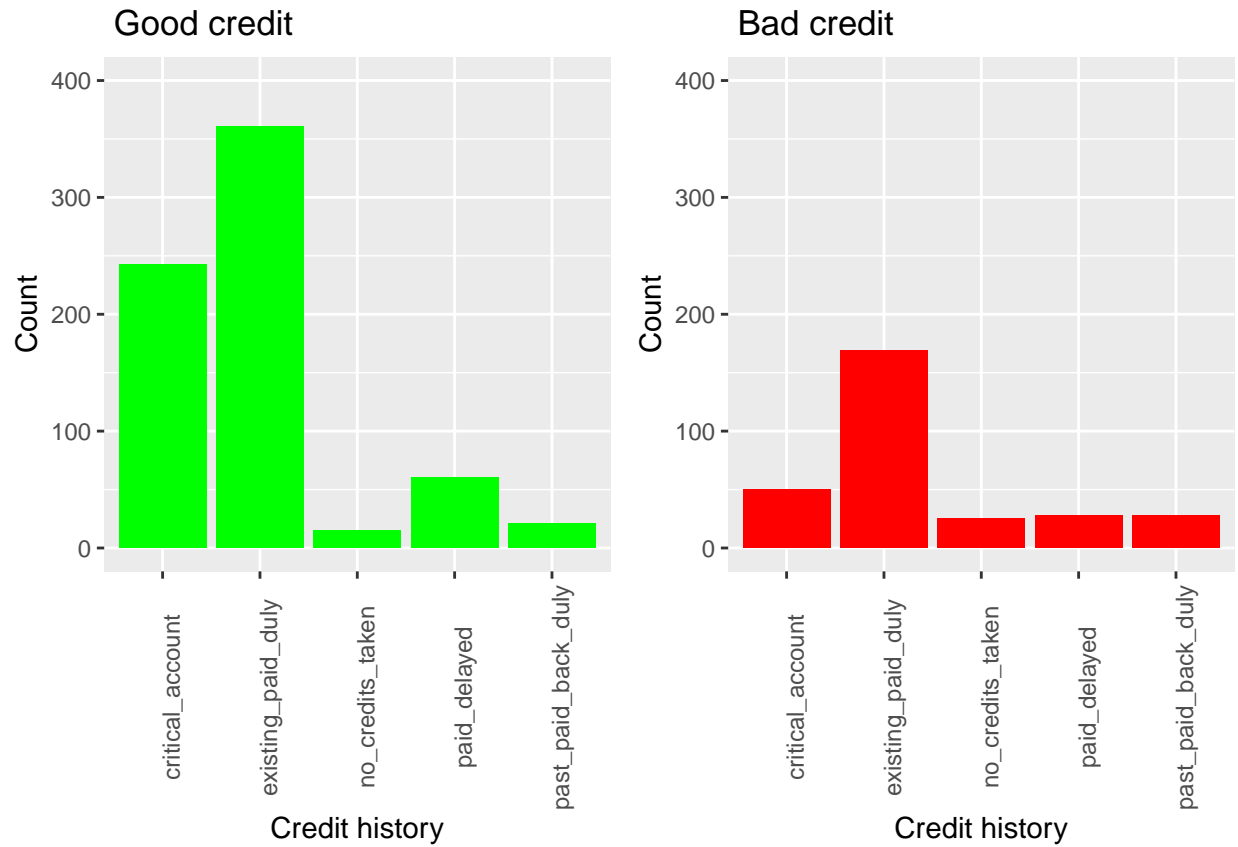 Good credit
400
300
200
100
0
Count
critical_account
existing_paid_duly
no_credits_taken
paid_delayed
past_paid_back_duly
Credit history
Bad credit
400
300
200
100
0
Count
critical_account
existing_paid_duly
no_credits_taken
paid_delayed
past_paid_back_duly
Credit history